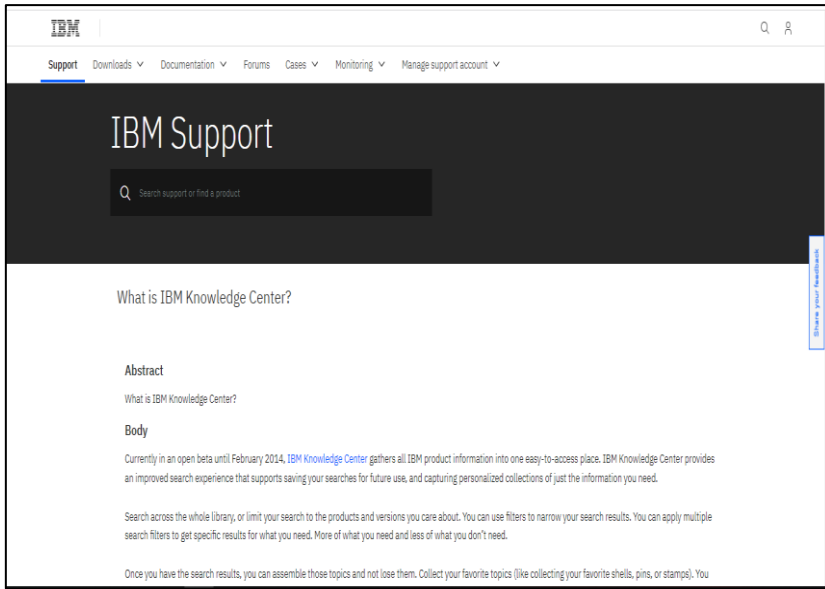 IBM
Support Downloads Documentation Forums Cases Monitoring Manage support account
IBM Support
Search support or find a product
Share your feedback
What is IBM Knowledge Center?
Abstract
What is IBM Knowledge Center?
Body
Currently in an open beta until February 2014, IBM Knowledge Center gathers all IBM product information into one easy-to-access place. IBM Knowledge Center provides
an improved search experience that supports saving your searches for future use, and capturing personalized collections of just the information you need.
Search across the whole library, or limit your search to the products and versions you care about. You can use filters to narrow your search results. You can apply multiple
search filters to get specific results for what you need. More of what you need and less of what you don't need.
Once you have the search results, you can assemble those topics and not lose them. Collect your favorite topics (like collecting your favorite shells, pins, or stamps). You